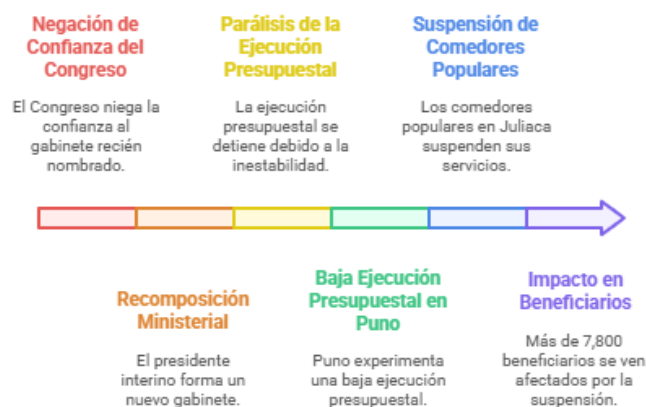 Negación de
Confianza del
Congreso
El Congreso niega la
confianza al
gabinete recién
nombrado.
Parálisis de la
Ejecución
Presupuestal
La ejecución
presupuestal se
detiene debido a la
inestabilidad.
Suspensión de
Comedores
Populares
Los comedores
populares en Juliaca
suspenden sus
servicios.
Recomposición
Ministerial
El presidente
interino forma un
nuevo gabinete.
Baja Ejecución
Presupuestal en
Puno
Puno experimenta
una baja ejecución
presupuestal.
Impacto en
Beneficiarios
Más de 7,800
beneficiarios se ven
afectados por la
suspensión.